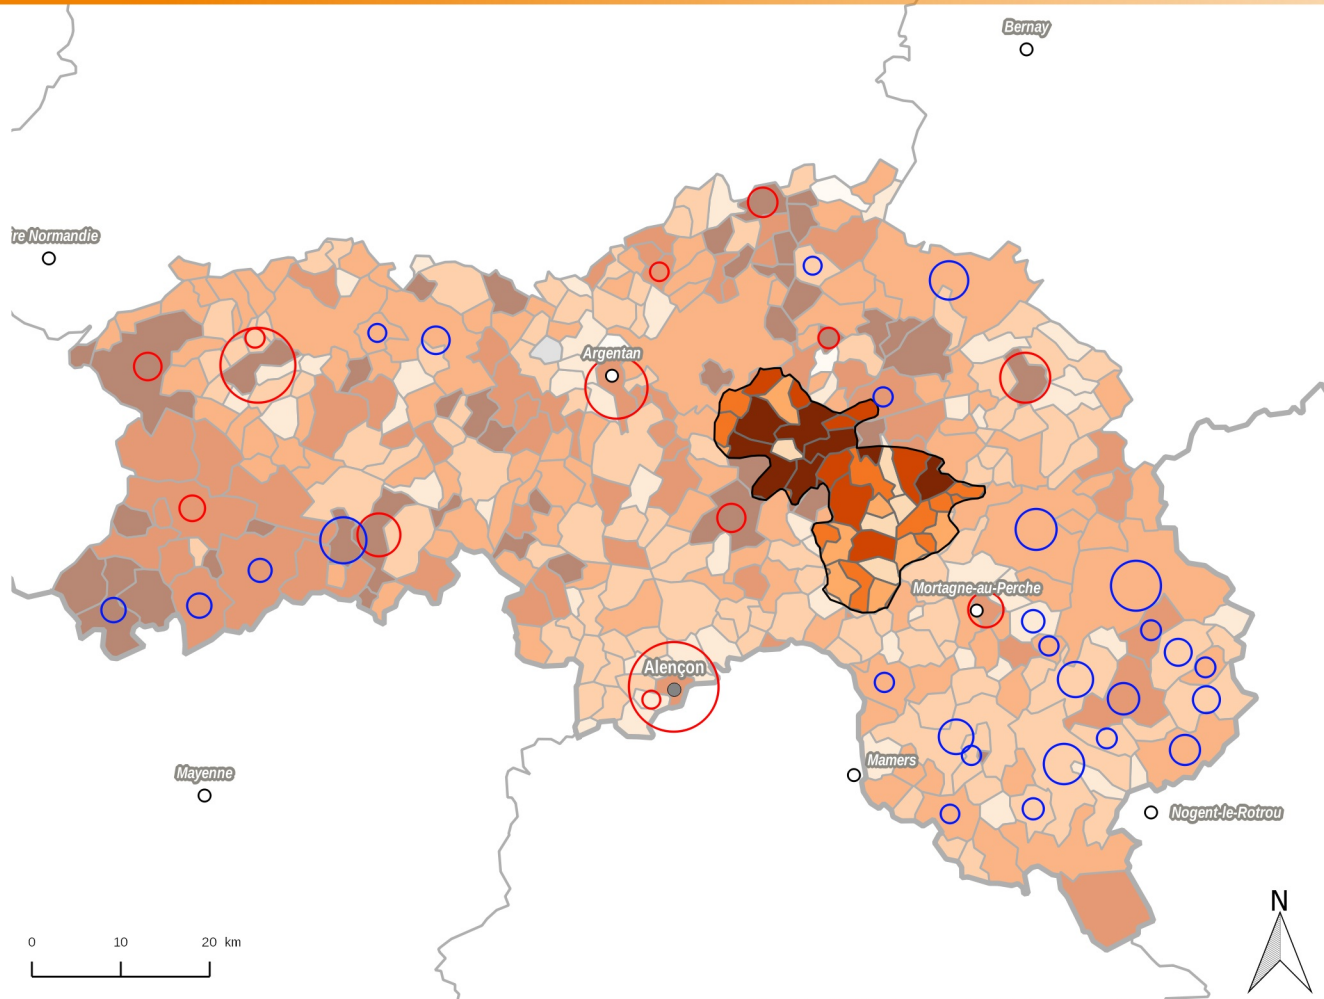 Bernay
re Normandie
Argentan
Mortagne-au-Perche
Alençon
Mamers
Mayenne
Nogent-le-Rotrou
N
0 10 20 km